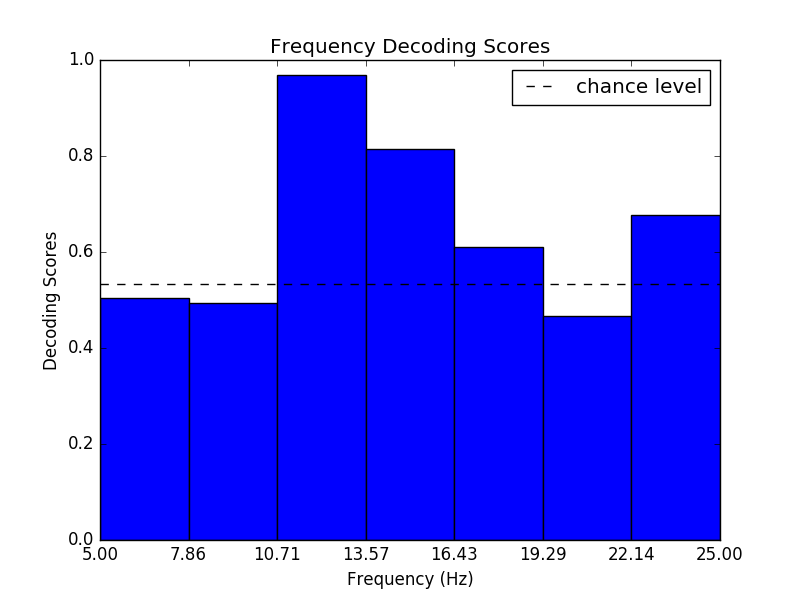 Frequency Decoding Scores
chance level
1.0
0.8
0.6
0.4
0.2
0.0
Decoding Scores
5.00 7.86 10.71 13.57 16.43 19.29 22.14 25.00
Frequency (Hz)